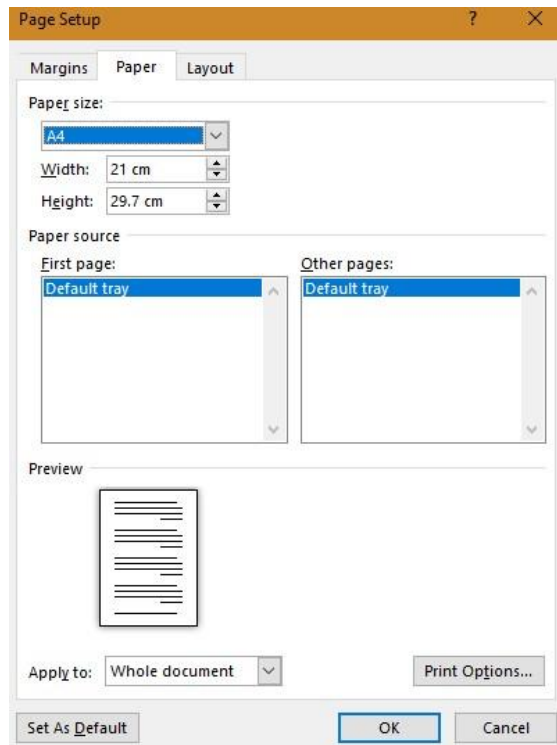 Page Setup ?
Margins Paper Layout
Paper size:
A4
Width: 21 cm
Height: 29.7 cm
Paper source
First page: Other pages:
Default tray Default tray
Preview
Apply to: Whole document Print Options...
Set As Default OK Cancel